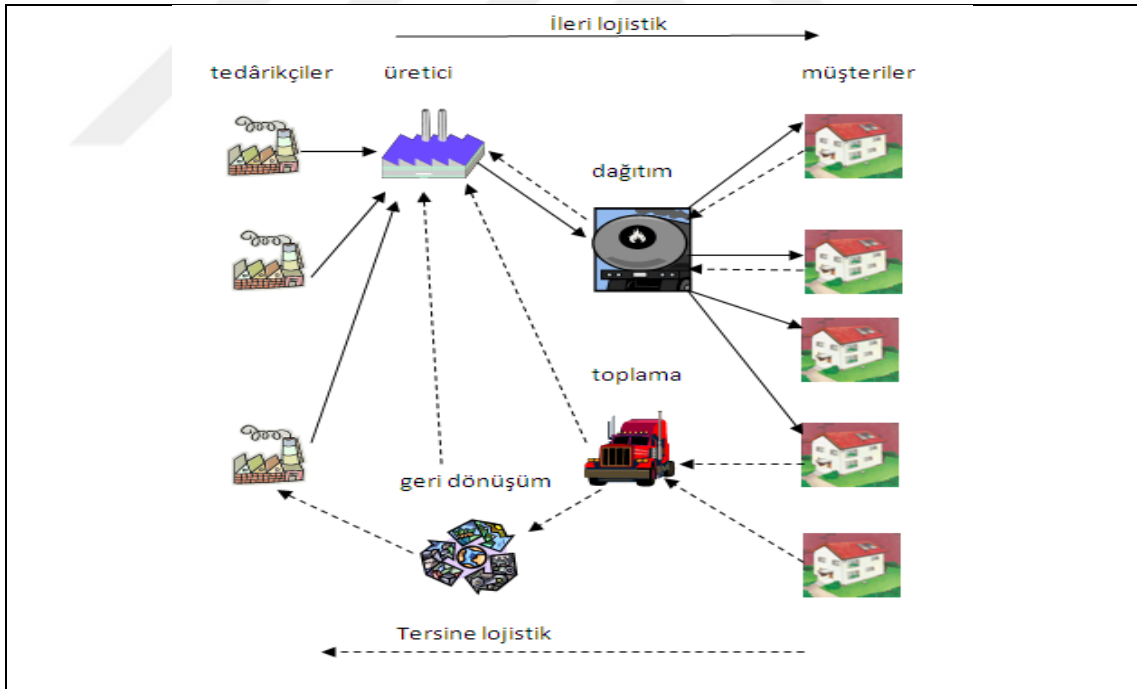 İleri lojistik
tedârikçiler üretici müşteriler
dağıtım
toplama
geri dönüşüm
Tersine lojistik